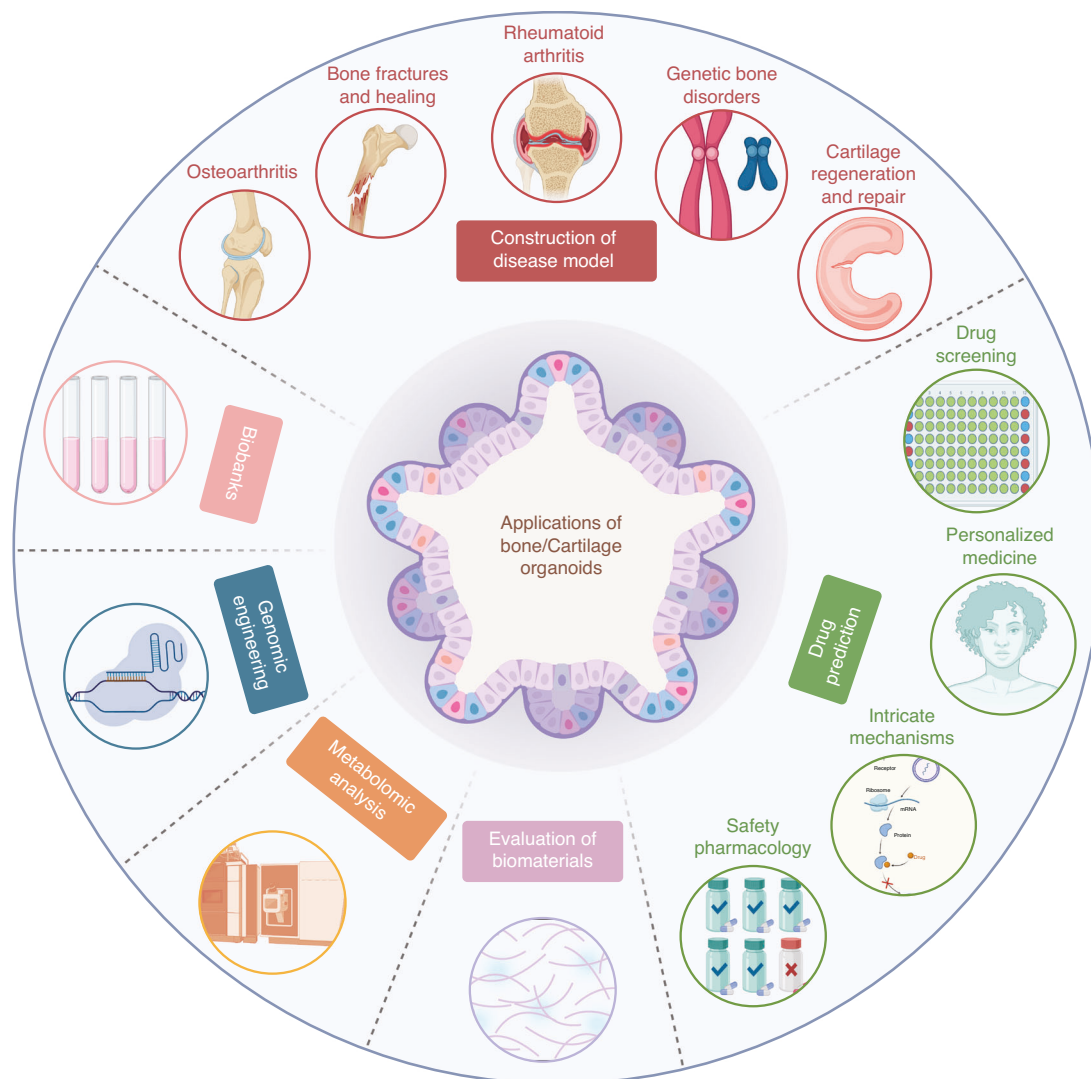 Rheumatoid
arthritis
Bone fractures
and healing
Genetic bone
disorders
Osteoarthritis
Cartilage
regeneration
and repair
Construction of
disease model
Drug
screening
Biobanks
Applications of
bone/Cartilage
organoids
Personalized
medicine
Genomic
engineering
Drug
prediction
Intricate
mechanisms
Receptor
Ribosome
mRNA
Protein
Drug
Metabolomic
analysis
Evaluation of
biomaterials
Safety
pharmacology